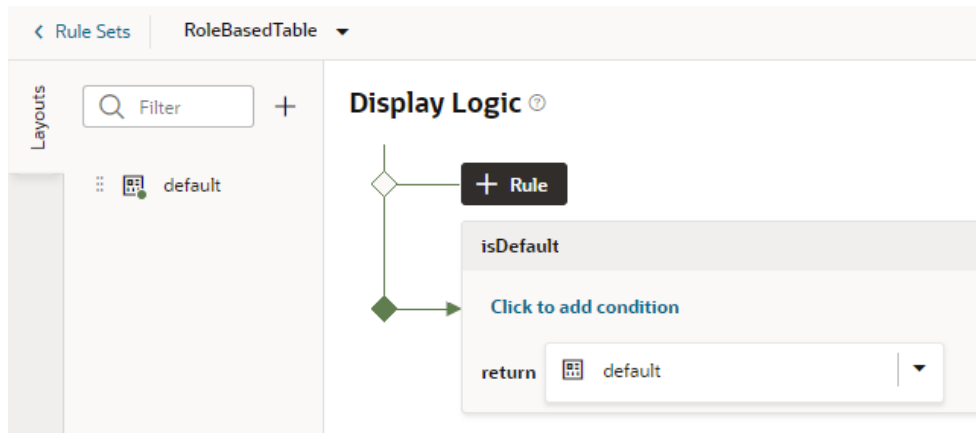 Rule Sets RoleBasedTable
Layouts
Filter
default
Display Logic
Rule
isDefault
Click to add condition
return default